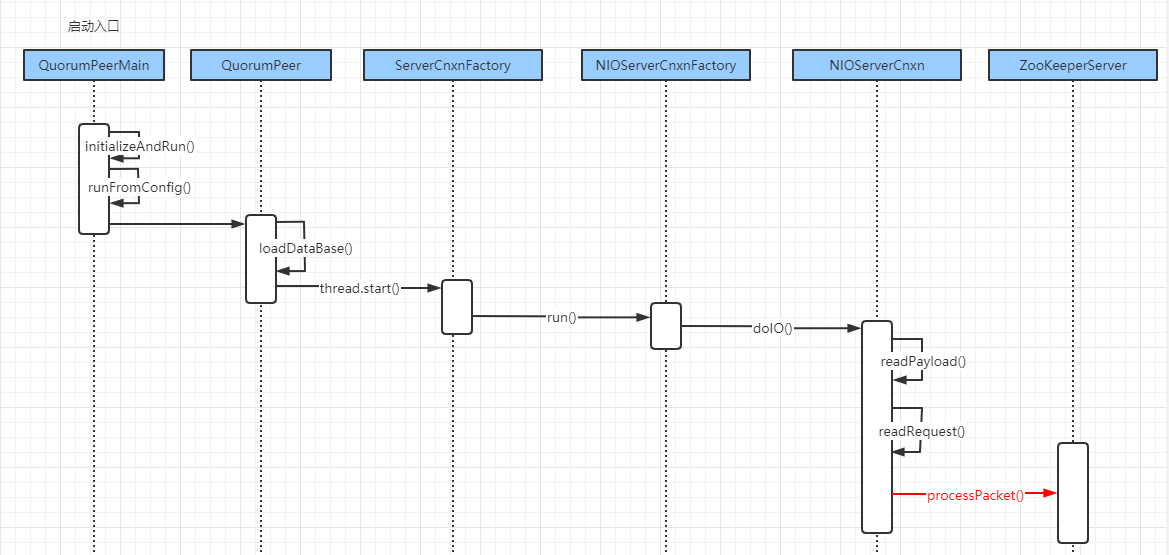 启动入口
QuorumPeerMain
QuorumPeer
ServerCnxnFactory
NIOServerCnxnFactory
NIOServerCnxn
ZooKeeperServer
initializeAndRun()
runFromConfig()
loadDataBase()
thread.start()
run()
doIO()
readPayload()
readRequest()
processPacket()